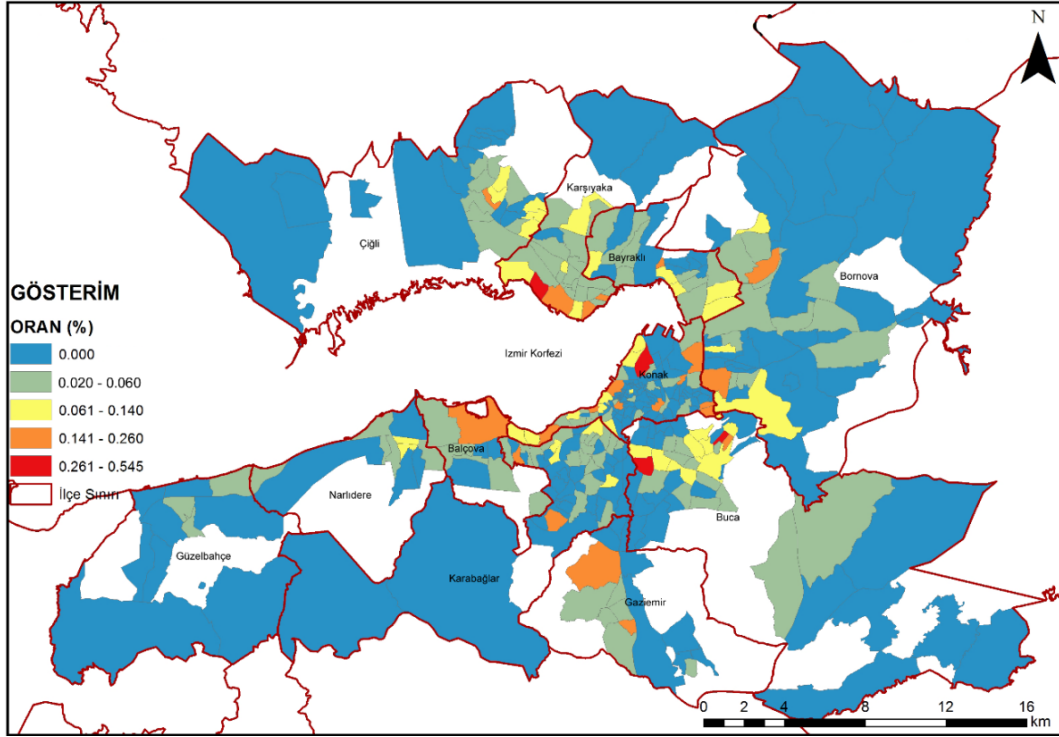 N
Karşıyaka
Çiğli
Bayraklı
Bornova
GÖSTERİM
ORAN (%)
0.000
0.020 - 0.060
0.061 - 0.140
0.141 - 0.260
0.261 - 0.545
İlçe Sınırı
Izmir Korfezi
Konak
Balçova
Narlıdere
Buca
Güzelbahçe
Karabağlar
Gaziemir
0 2 4 8 12 16
km